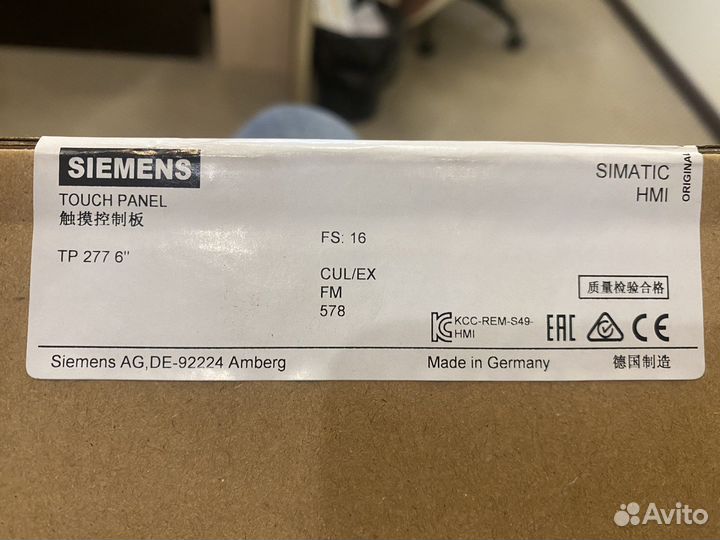 SIEMENS
TOUCH PANEL
触摸控制板
TP 277 6"
FS: 16
CUL/EX
FM
578
SIMATIC
HMI
ORIGINA
质量检验合格
KCC-REM-S49-
HMI
EAC
CE
Siemens AG,DE-92224 Amberg
Made in Germany
德国制造
Avito